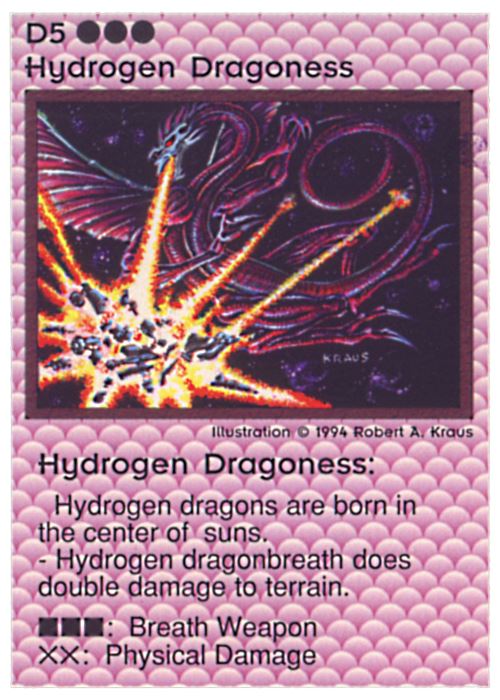 D5 ●●●
Hydrogen Dragoness
KRAUS
Illustration © 1994 Robert A. Kraus
Hydrogen Dragoness:
Hydrogen dragons are born in
the center of suns.
- Hydrogen dragonbreath does
double damage to terrain.
■■■: Breath Weapon
XX: Physical Damage